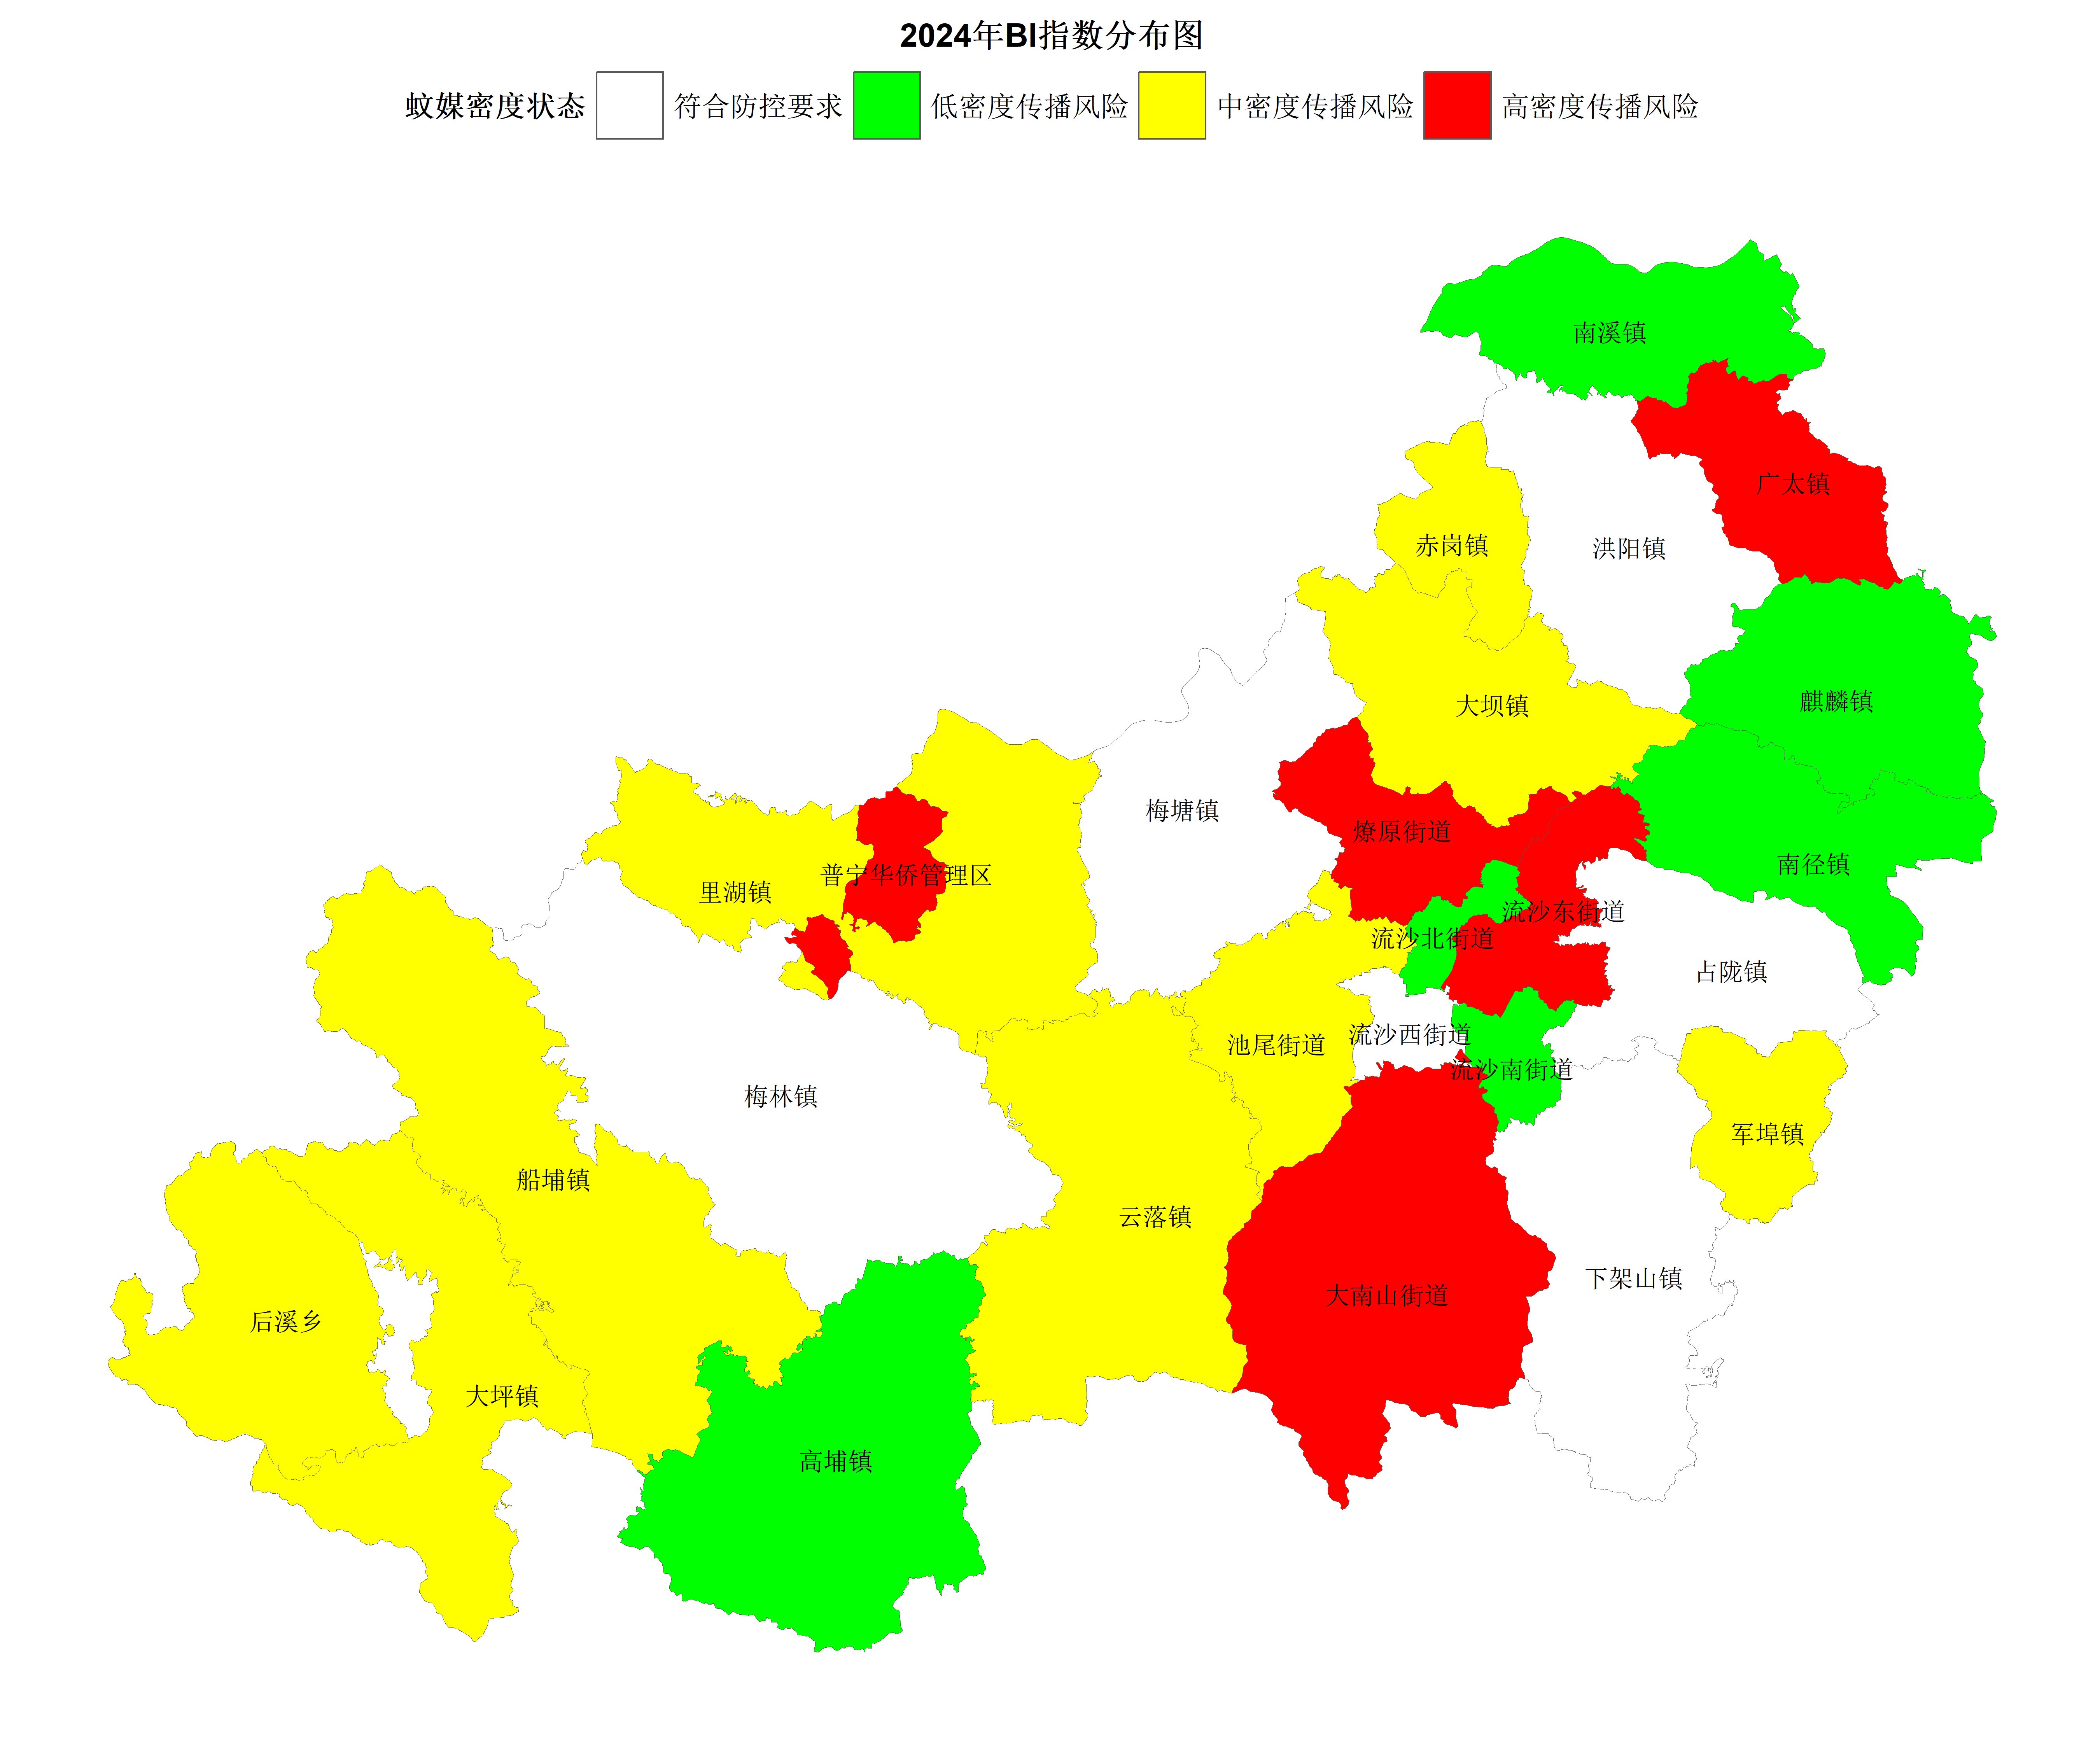 2024年BI指数分布图
蚊媒密度状态 符合防控要求 低密度传播风险 中密度传播风险 高密度传播风险
南溪镇
广太镇
赤岗镇
洪阳镇
大坝镇
麒麟镇
梅塘镇
燎原街道
南径镇
普宁华侨管理区
里湖镇
流沙东街道
流沙北街道
占陇镇
流沙西街道
池尾街道
流沙南街道
梅林镇
军埠镇
船埔镇
云落镇
下架山镇
大南山街道
后溪乡
大坪镇
高埔镇